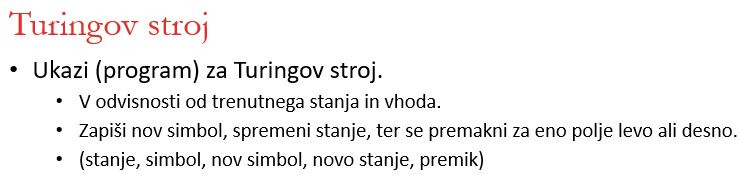 Turingov stroj
• Ukazi (program) za Turingov stroj.
• V odvisnosti od trenutnega stanja in vhoda.
• Zapiši nov simbol, spremeni stanje, ter se premakni za eno polje levo ali desno.
• (stanje, simbol, nov simbol, novo stanje, premik)